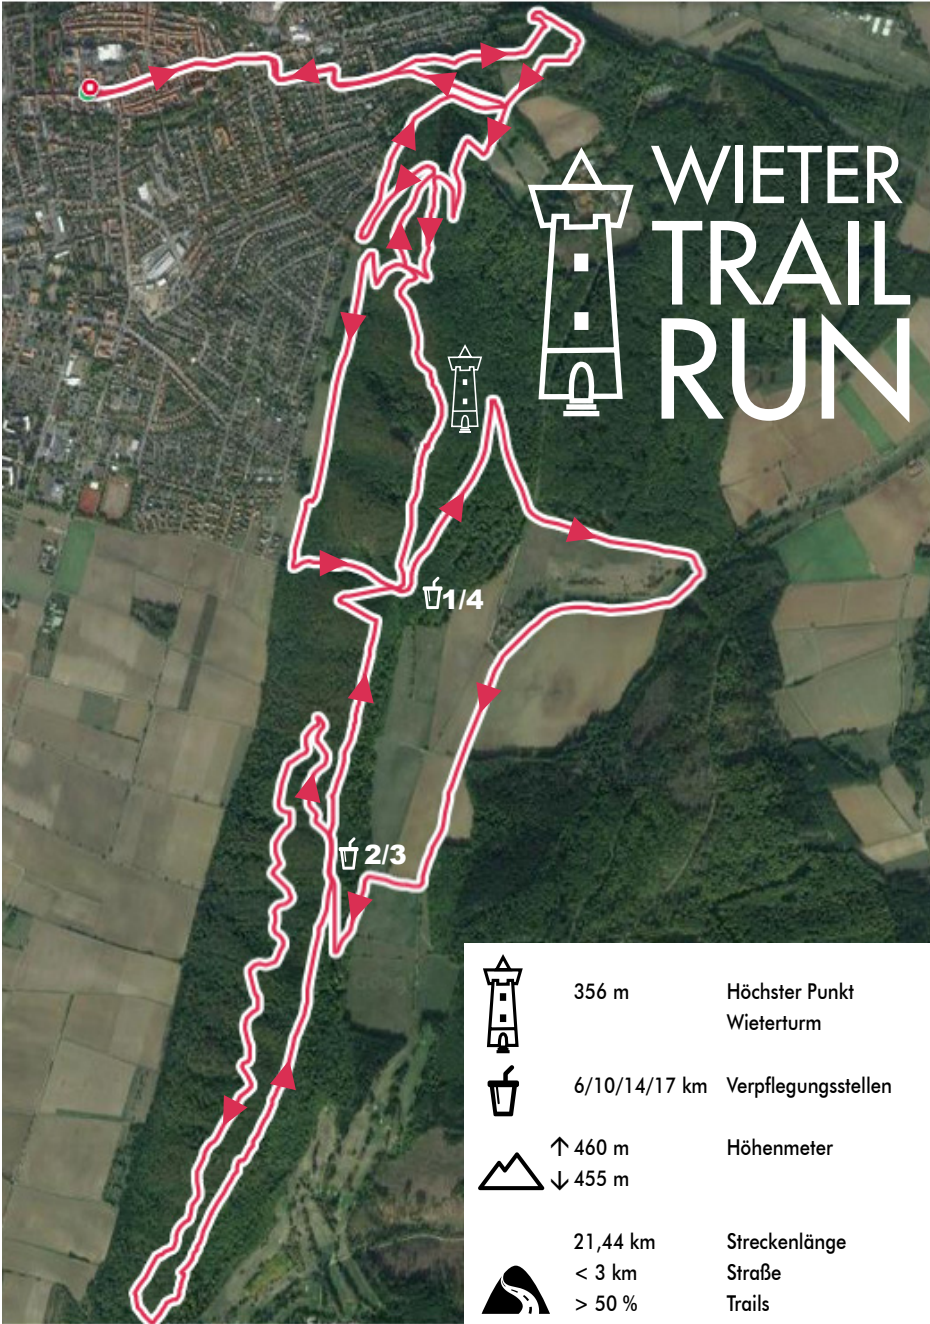 WIETER
TRAIL
RUN
1/4
2/3
356 m Höchster Punkt
Wieterturm
6/10/14/17 km Verpflegungsstellen
↑ 460 m Höhenmeter
↓ 455 m
21,44 km Streckenlänge
< 3 km Straße
> 50 % Trails